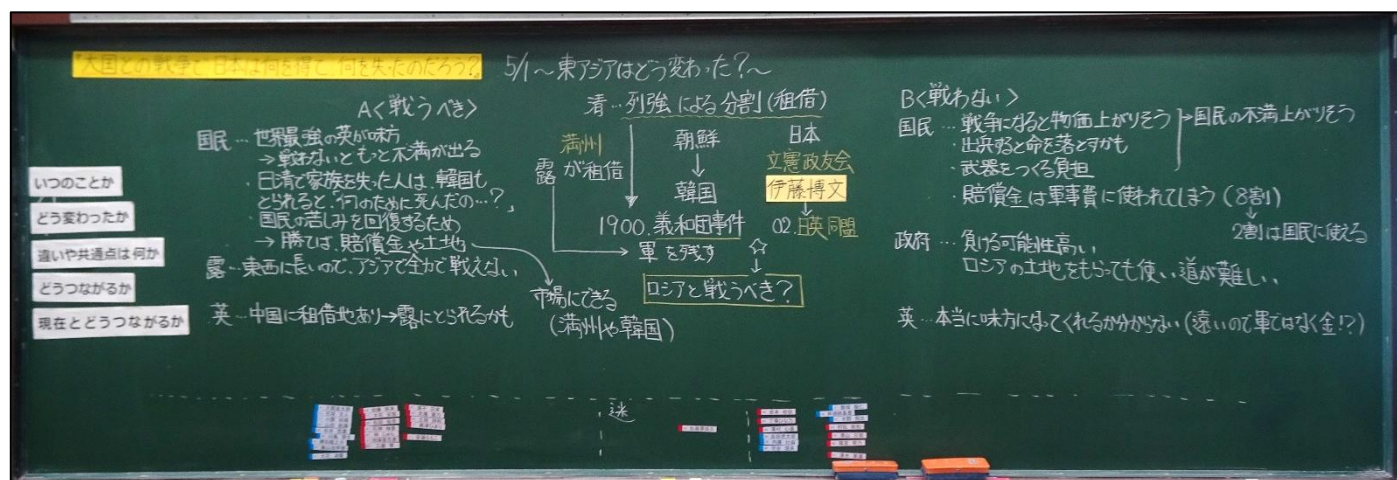 "大国との戦争で日本は何を得て何を失ったのだろう?"
5/1～東アジアはどう変わった？～
いつのことか
どう変わったか
違いや共通点は何か
どうつながるか
現在とどうつながるか
A<戦うべき>
国民…世界最強の英が味方
→戦わないともっと不満が出る
・日清で家族を失った人は、韓国も
とられると、何のために死んだの…?」
・国民の苦しみを回復するため
→勝てば、賠償金や土地
露…東西に長いので、アジアで全力で戦えない
英…中国に租借地あり→露にとられるかも
市場にできる
(満州や韓国)
清…列強による分割(租借)
満州
露が租借
朝鮮
↓
韓国
日本
立憲政友会
伊藤博文
1900.義和団事件
02.日英同盟
→軍を残す
☆
ロシアと戦うべき?
B<戦わない>
国民…戦争になると物価上がりそう
・出兵すると命を落とすかも
・武器をつくる負担
→国民の不満上がりそう
・賠償金は軍事費に使われてしまう(8割)
↓
2割は国民に使える
政府…負ける可能性高い
ロシアの土地をもらっても使い道が難しい、
英…本当に味方になってくれるか分からない(遠いので軍ではなく金!?)
迷